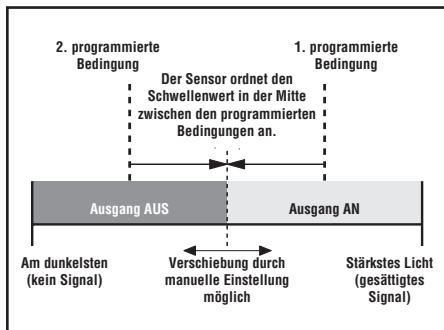 2. programmierte
Bedingung
1. programmierte
Bedingung
Der Sensor ordnet den
Schwellenwert in der Mitte
zwischen den programmierten
Bedingungen an.
Ausgang AUS
Ausgang AN
Am dunkelsten
(kein Signal)
Verschiebung durch
manuelle Einstellung
möglich
Stärkstes Licht
(gesättigtes
Signal)